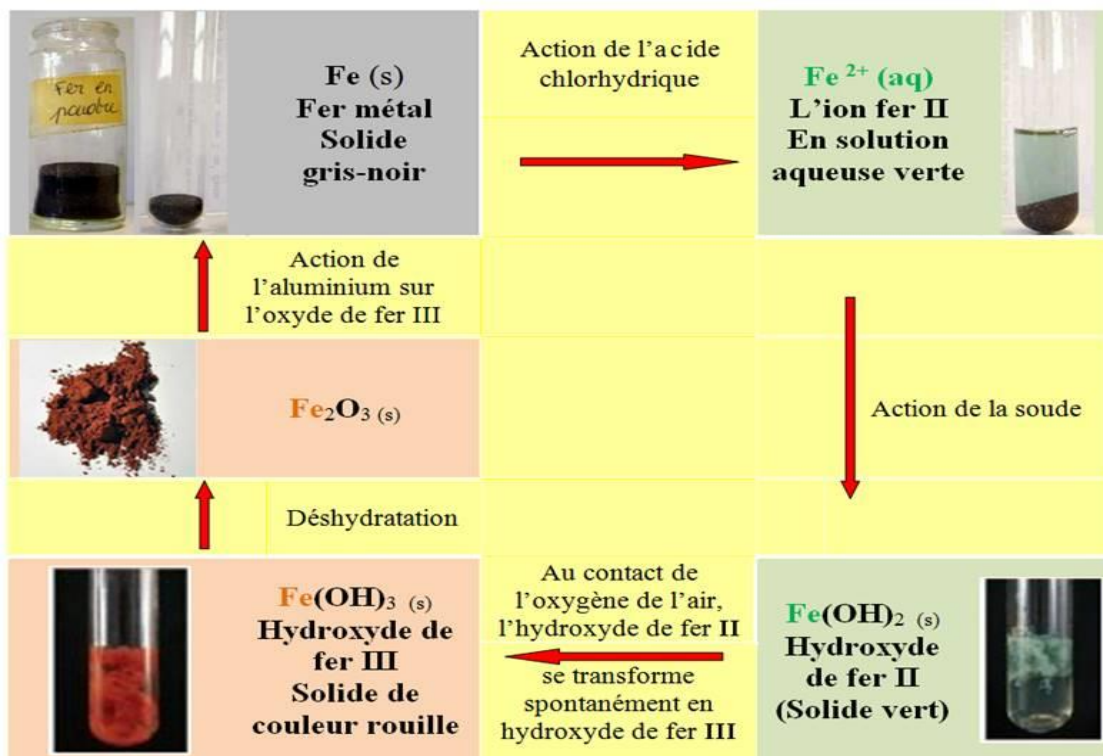 Fer en
poudre
Fe (s)
Fer métal
Solide
gris-noir
Action de l'acide
chlorhydrique
Fe 2+ (aq)
L'ion fer II
En solution
aqueuse verte
Action de
l'aluminium sur
l'oxyde de fer III
Fe2O3 (s)
Action de la soude
Déshydratation
Fe(OH)3 (s)
Hydroxyde de
fer III
Solide de
couleur rouille
Au contact de
l'oxygène de l'air,
l'hydroxyde de fer II
se transforme
spontanément en
hydroxyde de fer III
Fe(OH)2 (s)
Hydroxyde
de fer II
(Solide vert)